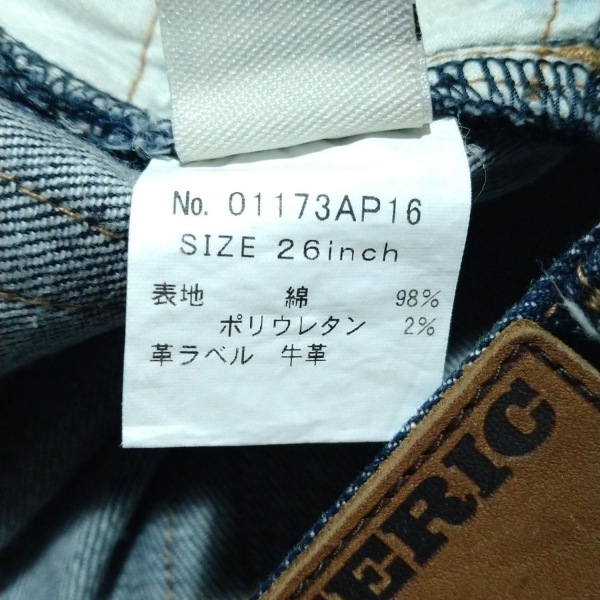 No. 01173AP16
SIZE 26inch
表地 綿 98%
ポリウレタン 2%
革ラベル 牛革
ERIC